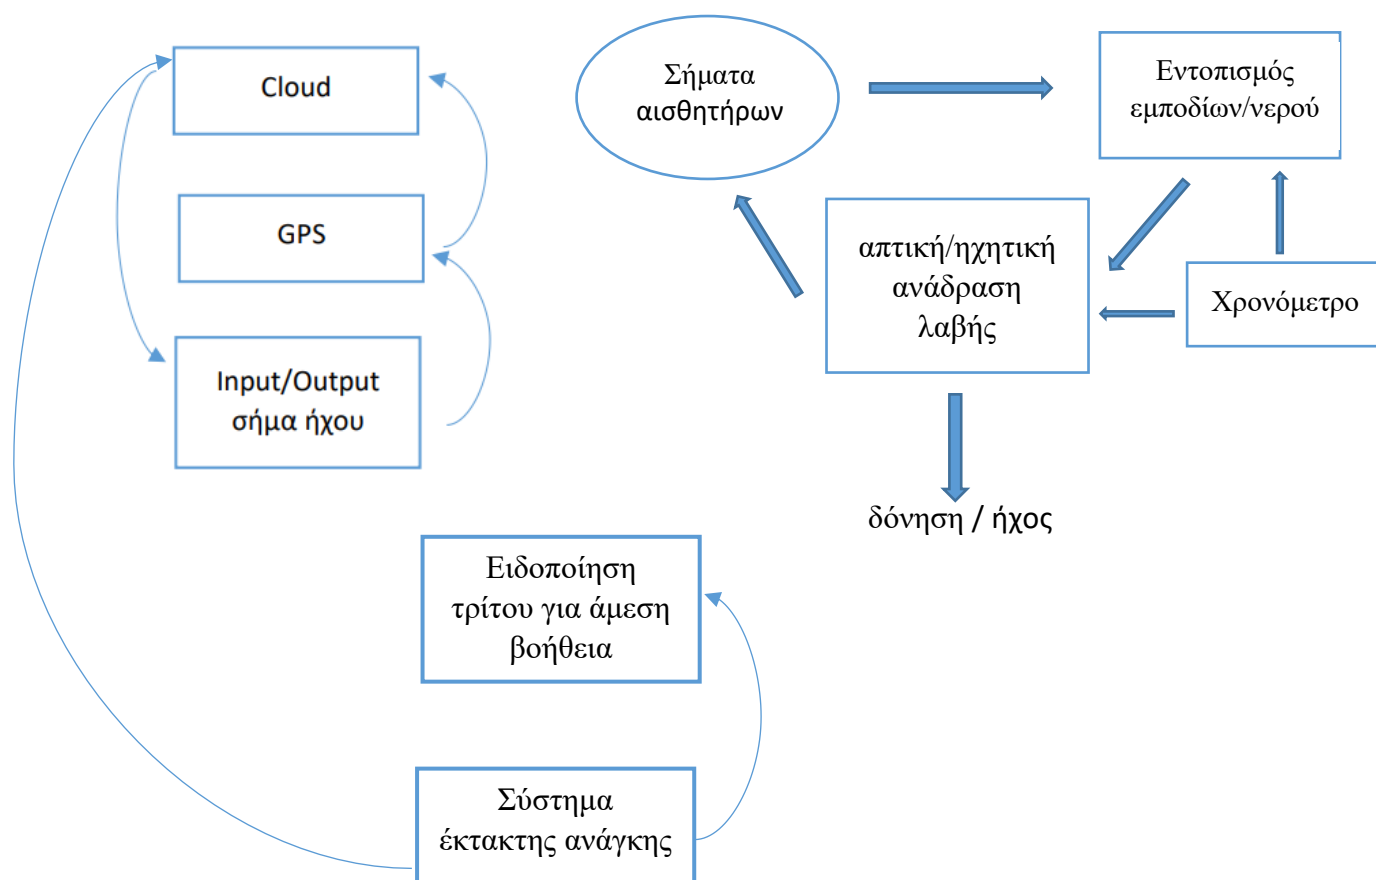 Cloud
GPS
Input/Output
σήμα ήχου
Σήματα
αισθητήρων
Εντοπισμός
εμποδίων/νερού
απτική/ηχητική
ανάδραση
λαβής
Χρονόμετρο
δόνηση / ήχος
Ειδοποίηση
τρίτου για άμεση
βοήθεια
Σύστημα
έκτακτης ανάγκης